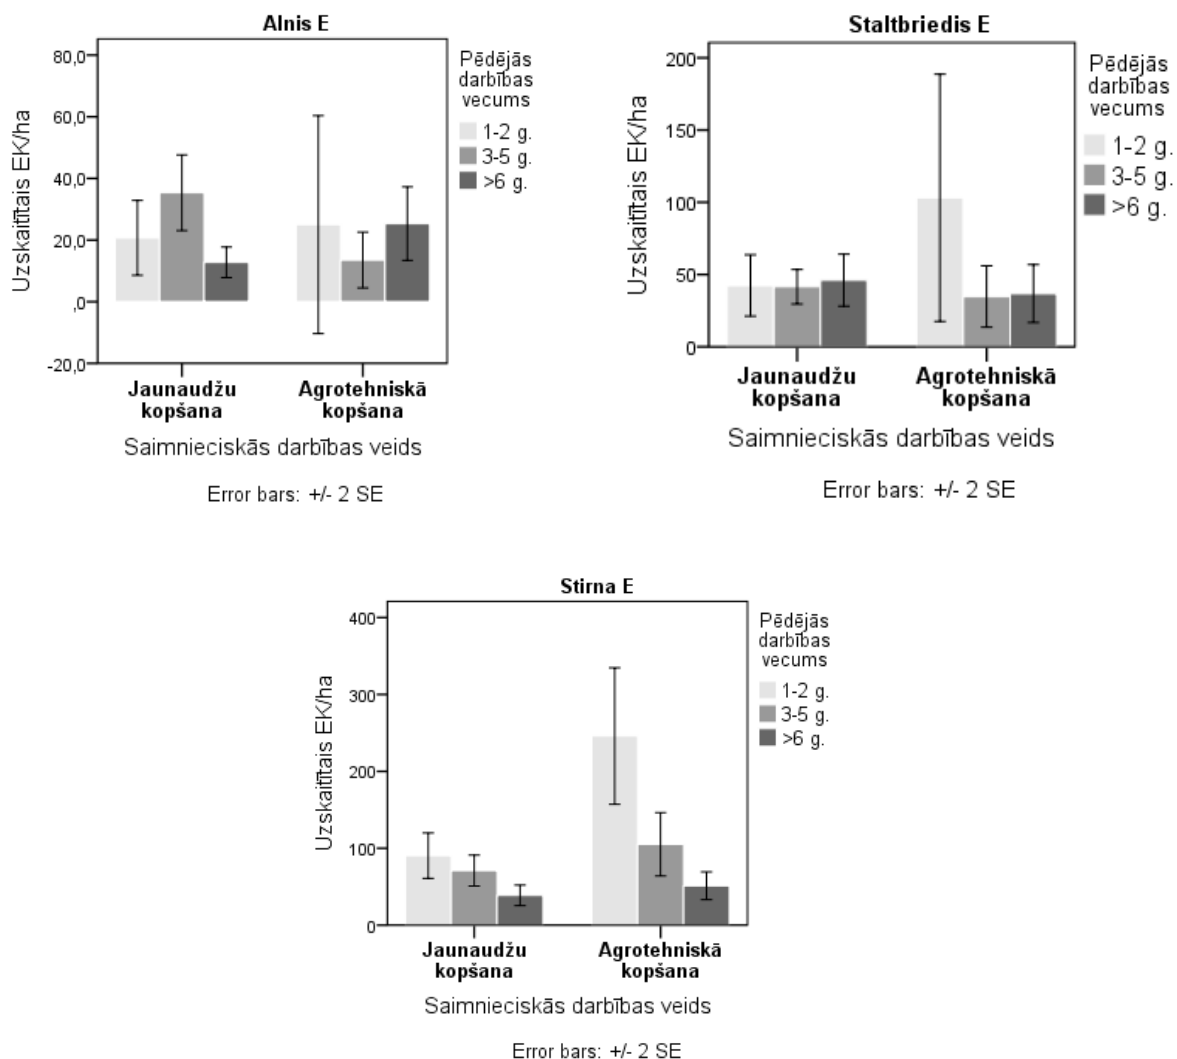 Alnis E
80,0
60,0
40,0
20,0
,0
-20,0
Uzskaitītais EK/ha
Jaunaudžu
kopšana
Agrotehniskā
kopšana
Saimnieciskās darbības veids
Error bars: +/- 2 SE
Pēdējās
darbības
vecums
1-2 g.
3-5 g.
>6 g.
Staltbriedis E
200
150
100
50
0
Uzskaitītais EK/ha
Jaunaudžu
kopšana
Agrotehniskā
kopšana
Saimnieciskās darbības veids
Error bars: +/- 2 SE
Pēdējās
darbības
vecums
1-2 g.
3-5 g.
>6 g.
Stirna E
400
300
200
100
0
Uzskaitītais EK/ha
Jaunaudžu
kopšana
Agrotehniskā
kopšana
Saimnieciskās darbības veids
Error bars: +/- 2 SE
Pēdējās
darbības
vecums
1-2 g.
3-5 g.
>6 g.